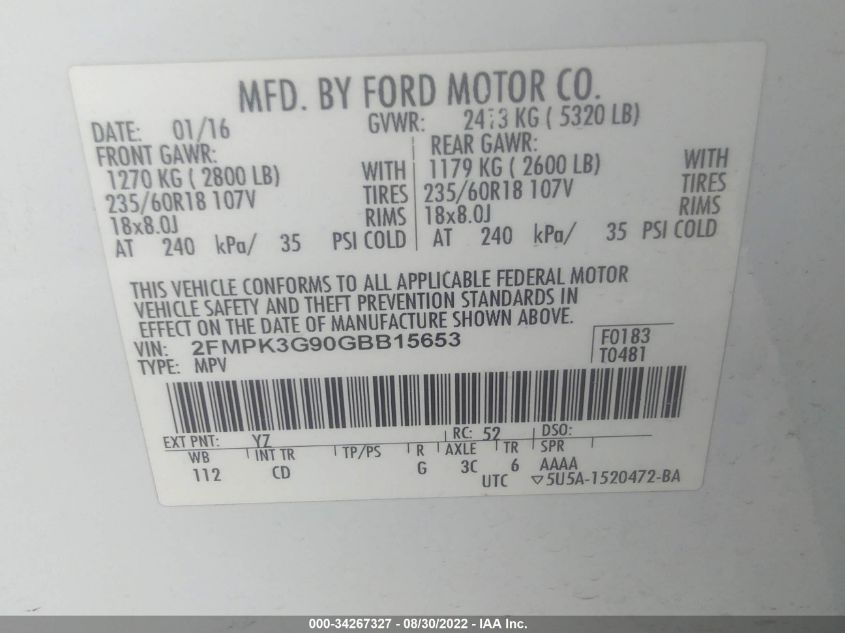 MFD. BY FORD MOTOR CO.
DATE: 01/16 GVWR: 2413 KG ( 5320 LB)
FRONT GAWR: REAR GAWR:
1270 KG ( 2800 LB) WITH 1179 KG ( 2600 LB) WITH
235/60R18 107V TIRES 235/60R18 107V TIRES
18x8.0J RIMS 18x8.0J RIMS
AT 240 kPa/ 35 PSI COLD AT 240 kPa/ 35 PSI COLD
THIS VEHICLE CONFORMS TO ALL APPLICABLE FEDERAL MOTOR
VEHICLE SAFETY AND THEFT PREVENTION STANDARDS IN
EFFECT ON THE DATE OF MANUFACTURE SHOWN ABOVE.
VIN: 2FMPK3G90GBB15653 F0183
TYPE: MPV T0481
EXT PNT: YZ RC: 52 DSO:
WB INT TR TP/PS R AXLE TR SPR
112 CD G 3C 6 AAAA
UTC ▽5U5A-1520472-BA
000-34267327 - 08/30/2022 - IAA Inc.